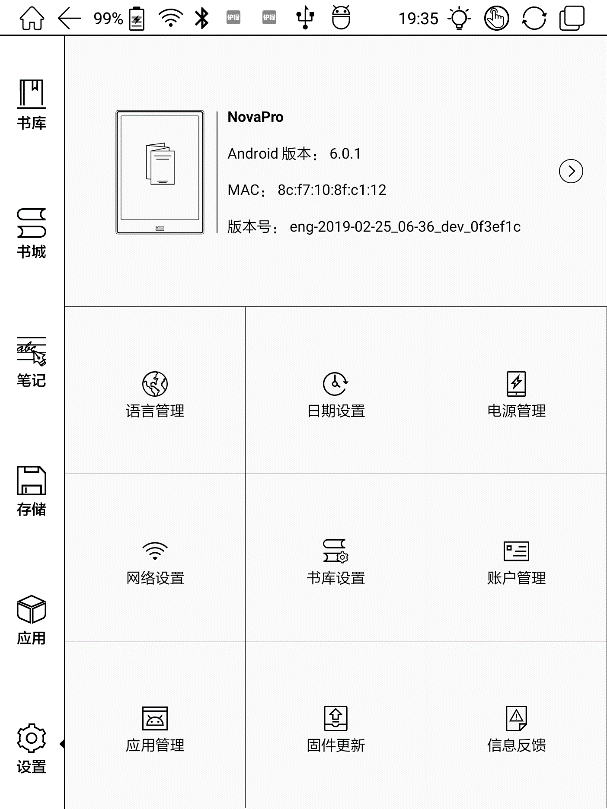 99%
19:35
书库
书城
abc
笔记
存储
应用
设置
NovaPro
Android 版本：6.0.1
MAC：8c:f7:10:8f:c1:12
版本号：eng-2019-02-25_06-36_dev_0f3ef1c
语言管理
日期设置
电源管理
网络设置
书库设置
账户管理
应用管理
固件更新
信息反馈